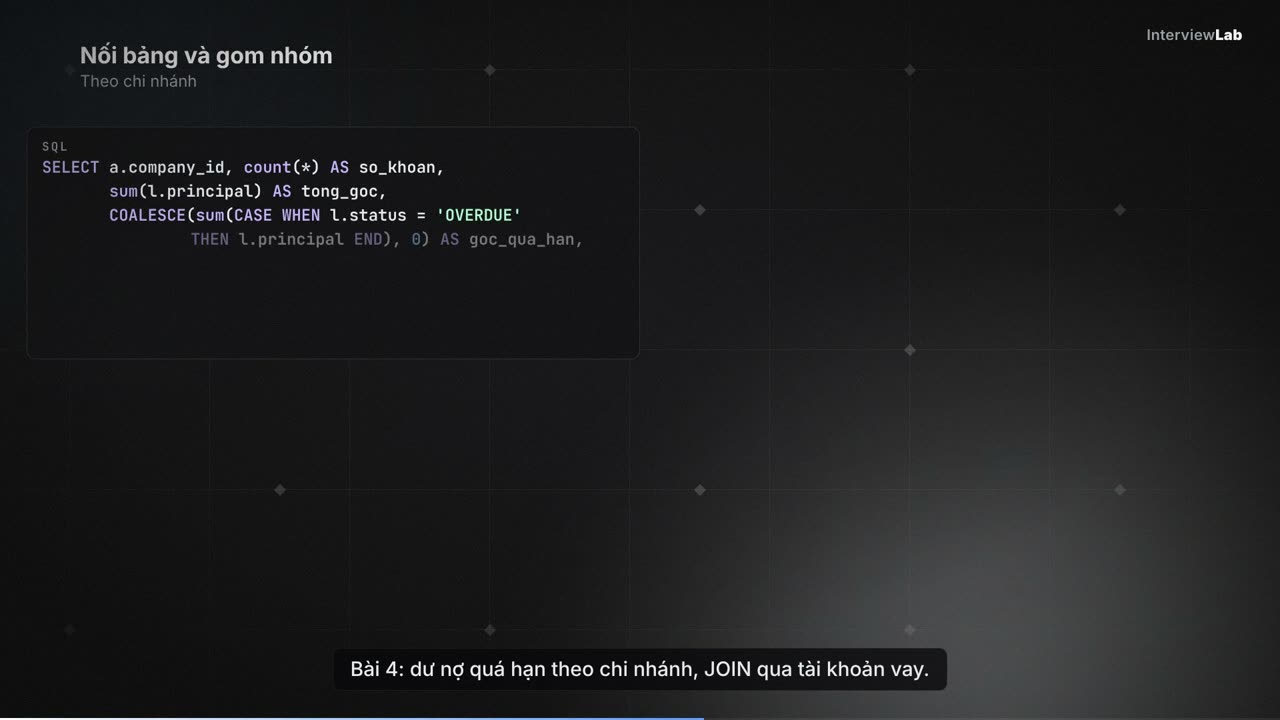 Nối bảng và gom nhóm
Theo chi nhánh
InterviewLab
SQL
SELECT a.company_id, count(*) AS so_khoan,
sum(l.principal) AS tong_goc,
COALESCE(sum(CASE WHEN l.status = 'OVERDUE'
THEN l.principal END), 0) AS goc_qua_han,
Bài 4: dư nợ quá hạn theo chi nhánh, JOIN qua tài khoản vay.